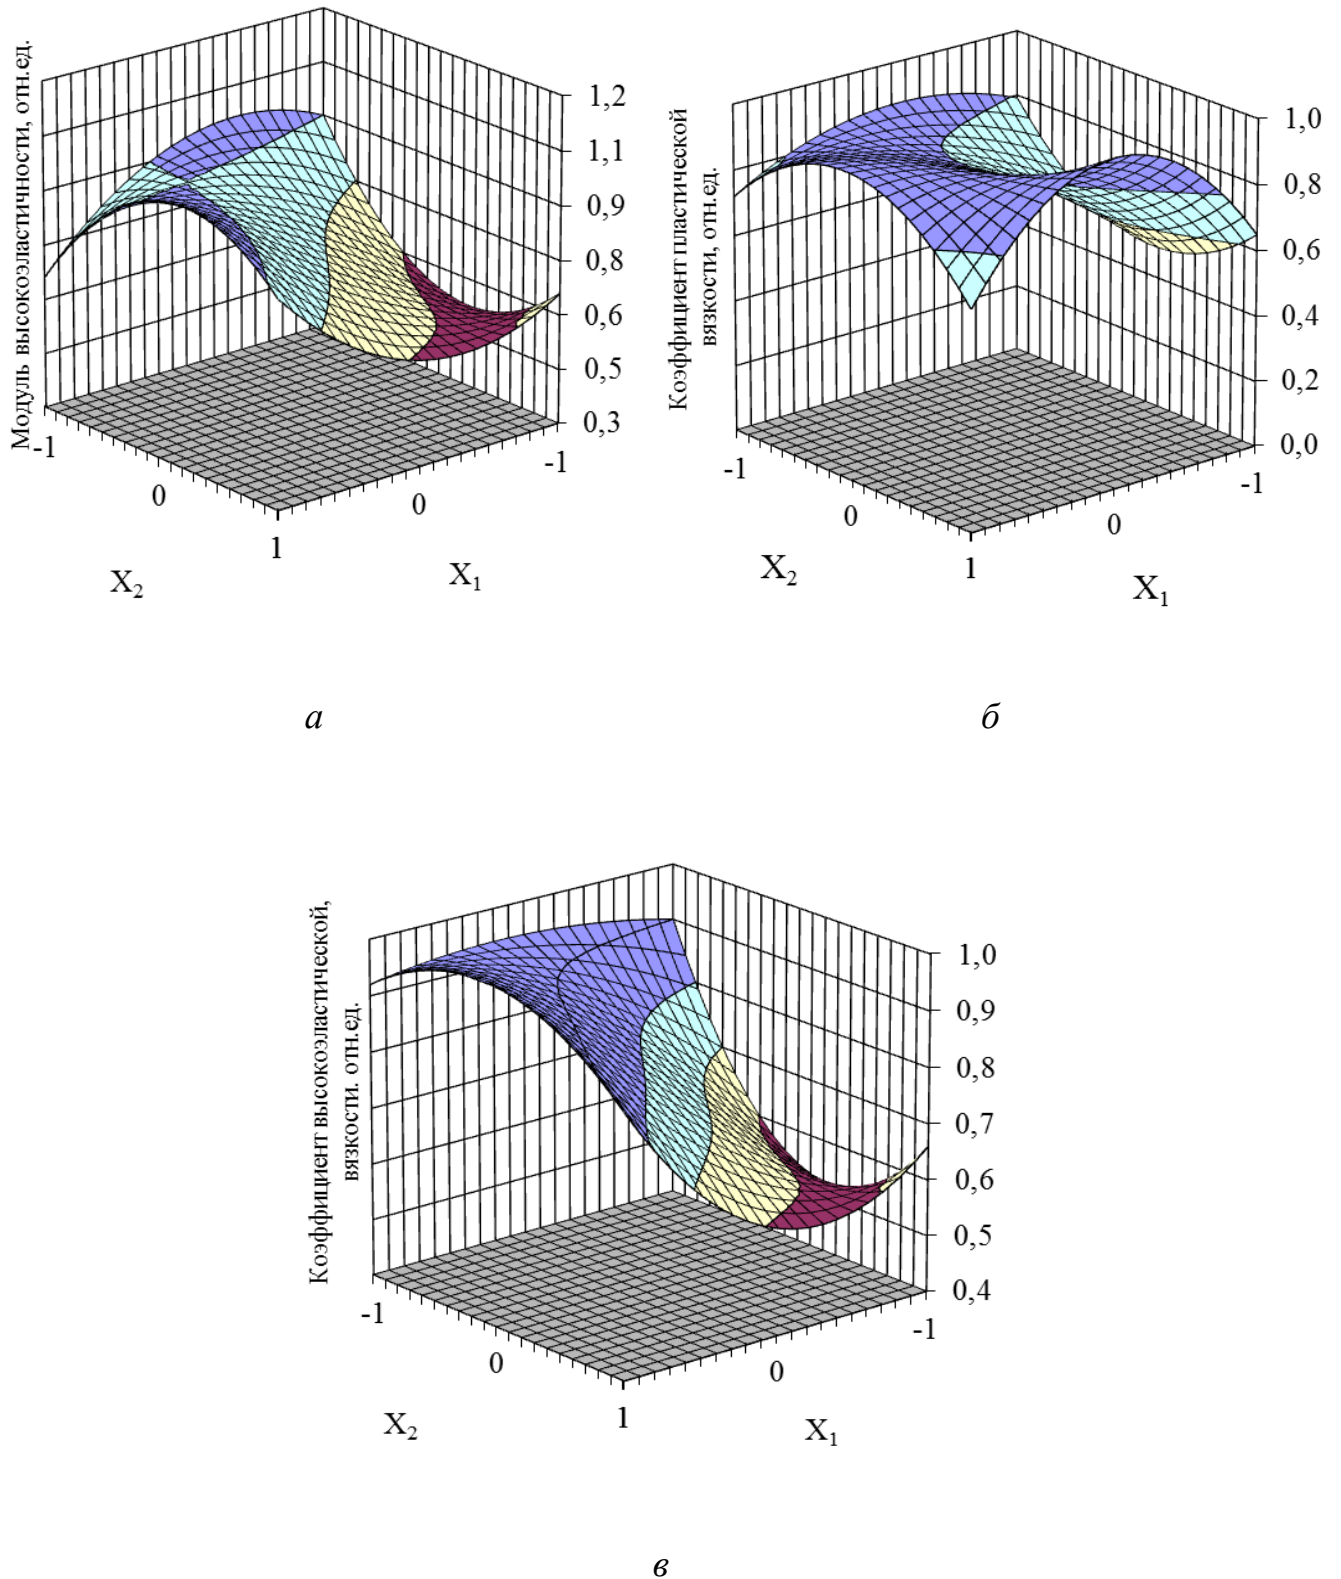 Модуль высокоэластичности, отн.ед.
1,2
1,1
0,9
0,8
0,6
0,5
0,3
-1
0
1
0
-1
X2
X1
а
Коэффициент пластической
вязкости, отн.ед.
1,0
0,8
0,6
0,4
0,2
0,0
-1
0
1
0
-1
X2
X1
б
Коэффициент высокоэластической,
вязкости. отн.ед.
1,0
0,9
0,8
0,7
0,6
0,5
0,4
-1
0
1
0
-1
X2
X1
в